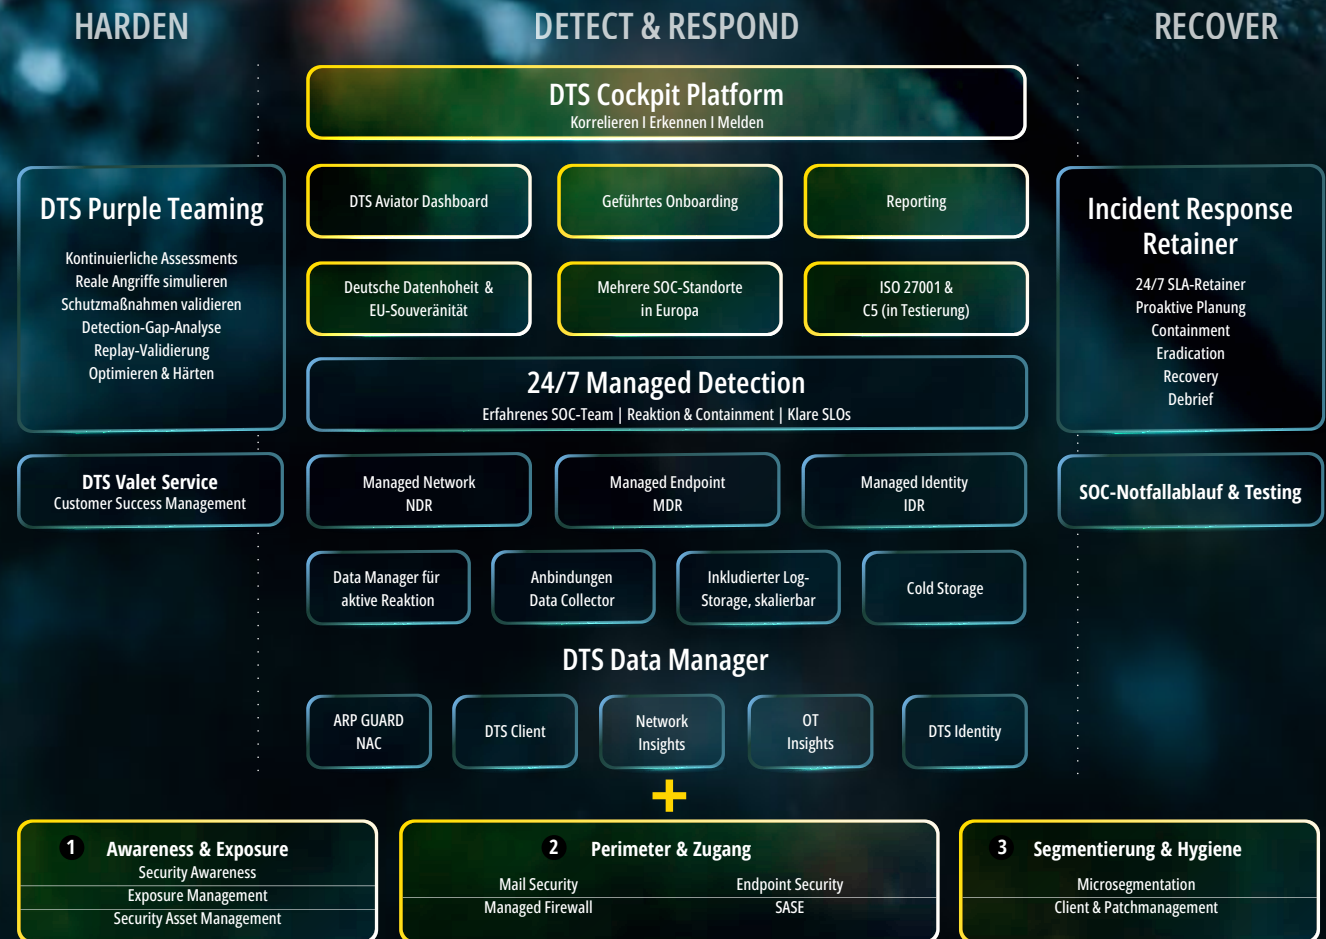 HARDEN
DETECT & RESPOND
RECOVER
DTS Cockpit Platform
Korrelieren I Erkennen I Melden
DTS Purple Teaming
Kontinuierliche Assessments
Reale Angriffe simulieren
Schutzmaßnahmen validieren
Detection-Gap-Analyse
Replay-Validierung
Optimieren & Härten
DTS Valet Service
Customer Success Management
DTS Aviator Dashboard
Geführtes Onboarding
Reporting
Deutsche Datenhoheit &
EU-Souveränität
Mehrere SOC-Standorte
in Europa
ISO 27001 &
C5 (in Testierung)
24/7 Managed Detection
Erfahrenes SOC-Team | Reaktion & Containment | Klare SLOs
Managed Network
NDR
Managed Endpoint
MDR
Managed Identity
IDR
Data Manager für
aktive Reaktion
Anbindungen
Data Collector
Inkludierter Log-
Storage, skalierbar
Cold Storage
DTS Data Manager
ARP GUARD
NAC
DTS Client
Network
Insights
OT
Insights
DTS Identity
Incident Response
Retainer
24/7 SLA-Retainer
Proaktive Planung
Containment
Eradication
Recovery
Debrief
SOC-Notfallablauf & Testing
+
1 Awareness & Exposure
Security Awareness
Exposure Management
Security Asset Management
2 Perimeter & Zugang
Mail Security
Endpoint Security
Managed Firewall
SASE
3 Segmentierung & Hygiene
Microsegmentation
Client & Patchmanagement